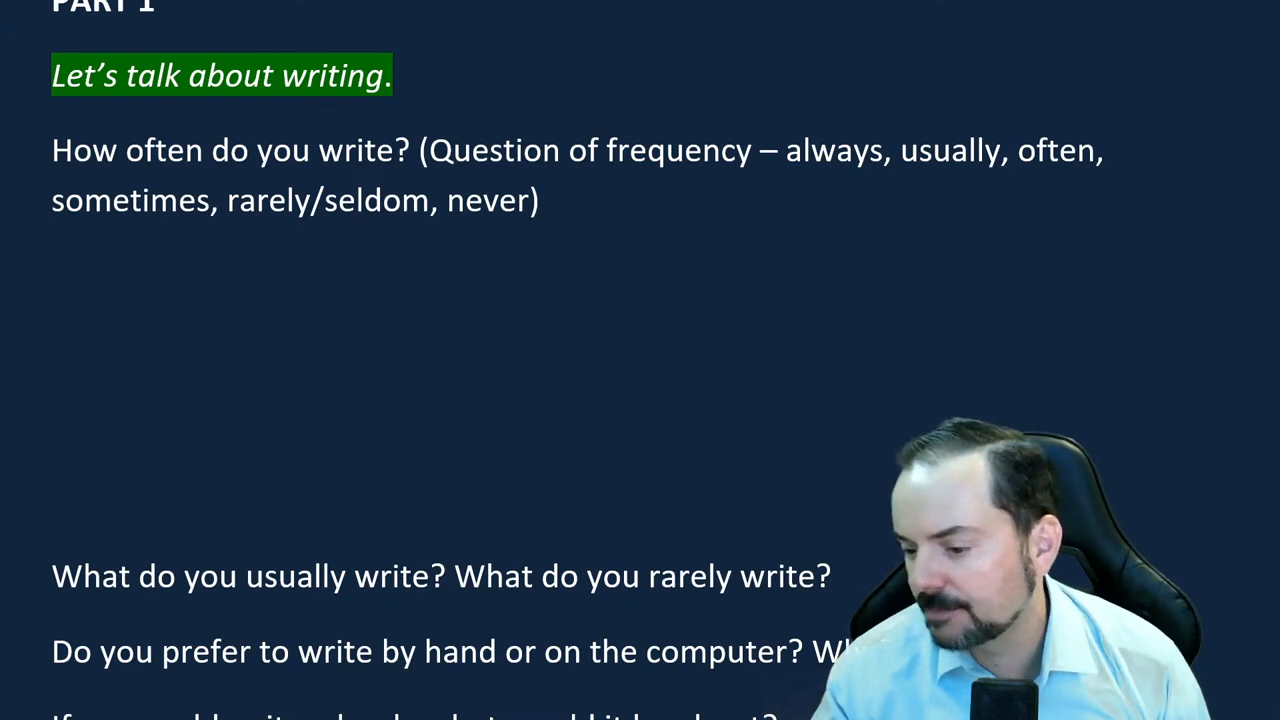 PART 1
Let’s talk about writing.
How often do you write? (Question of frequency – always, usually, often,
sometimes, rarely/seldom, never)
What do you usually write? What do you rarely write?
Do you prefer to write by hand or on the computer?